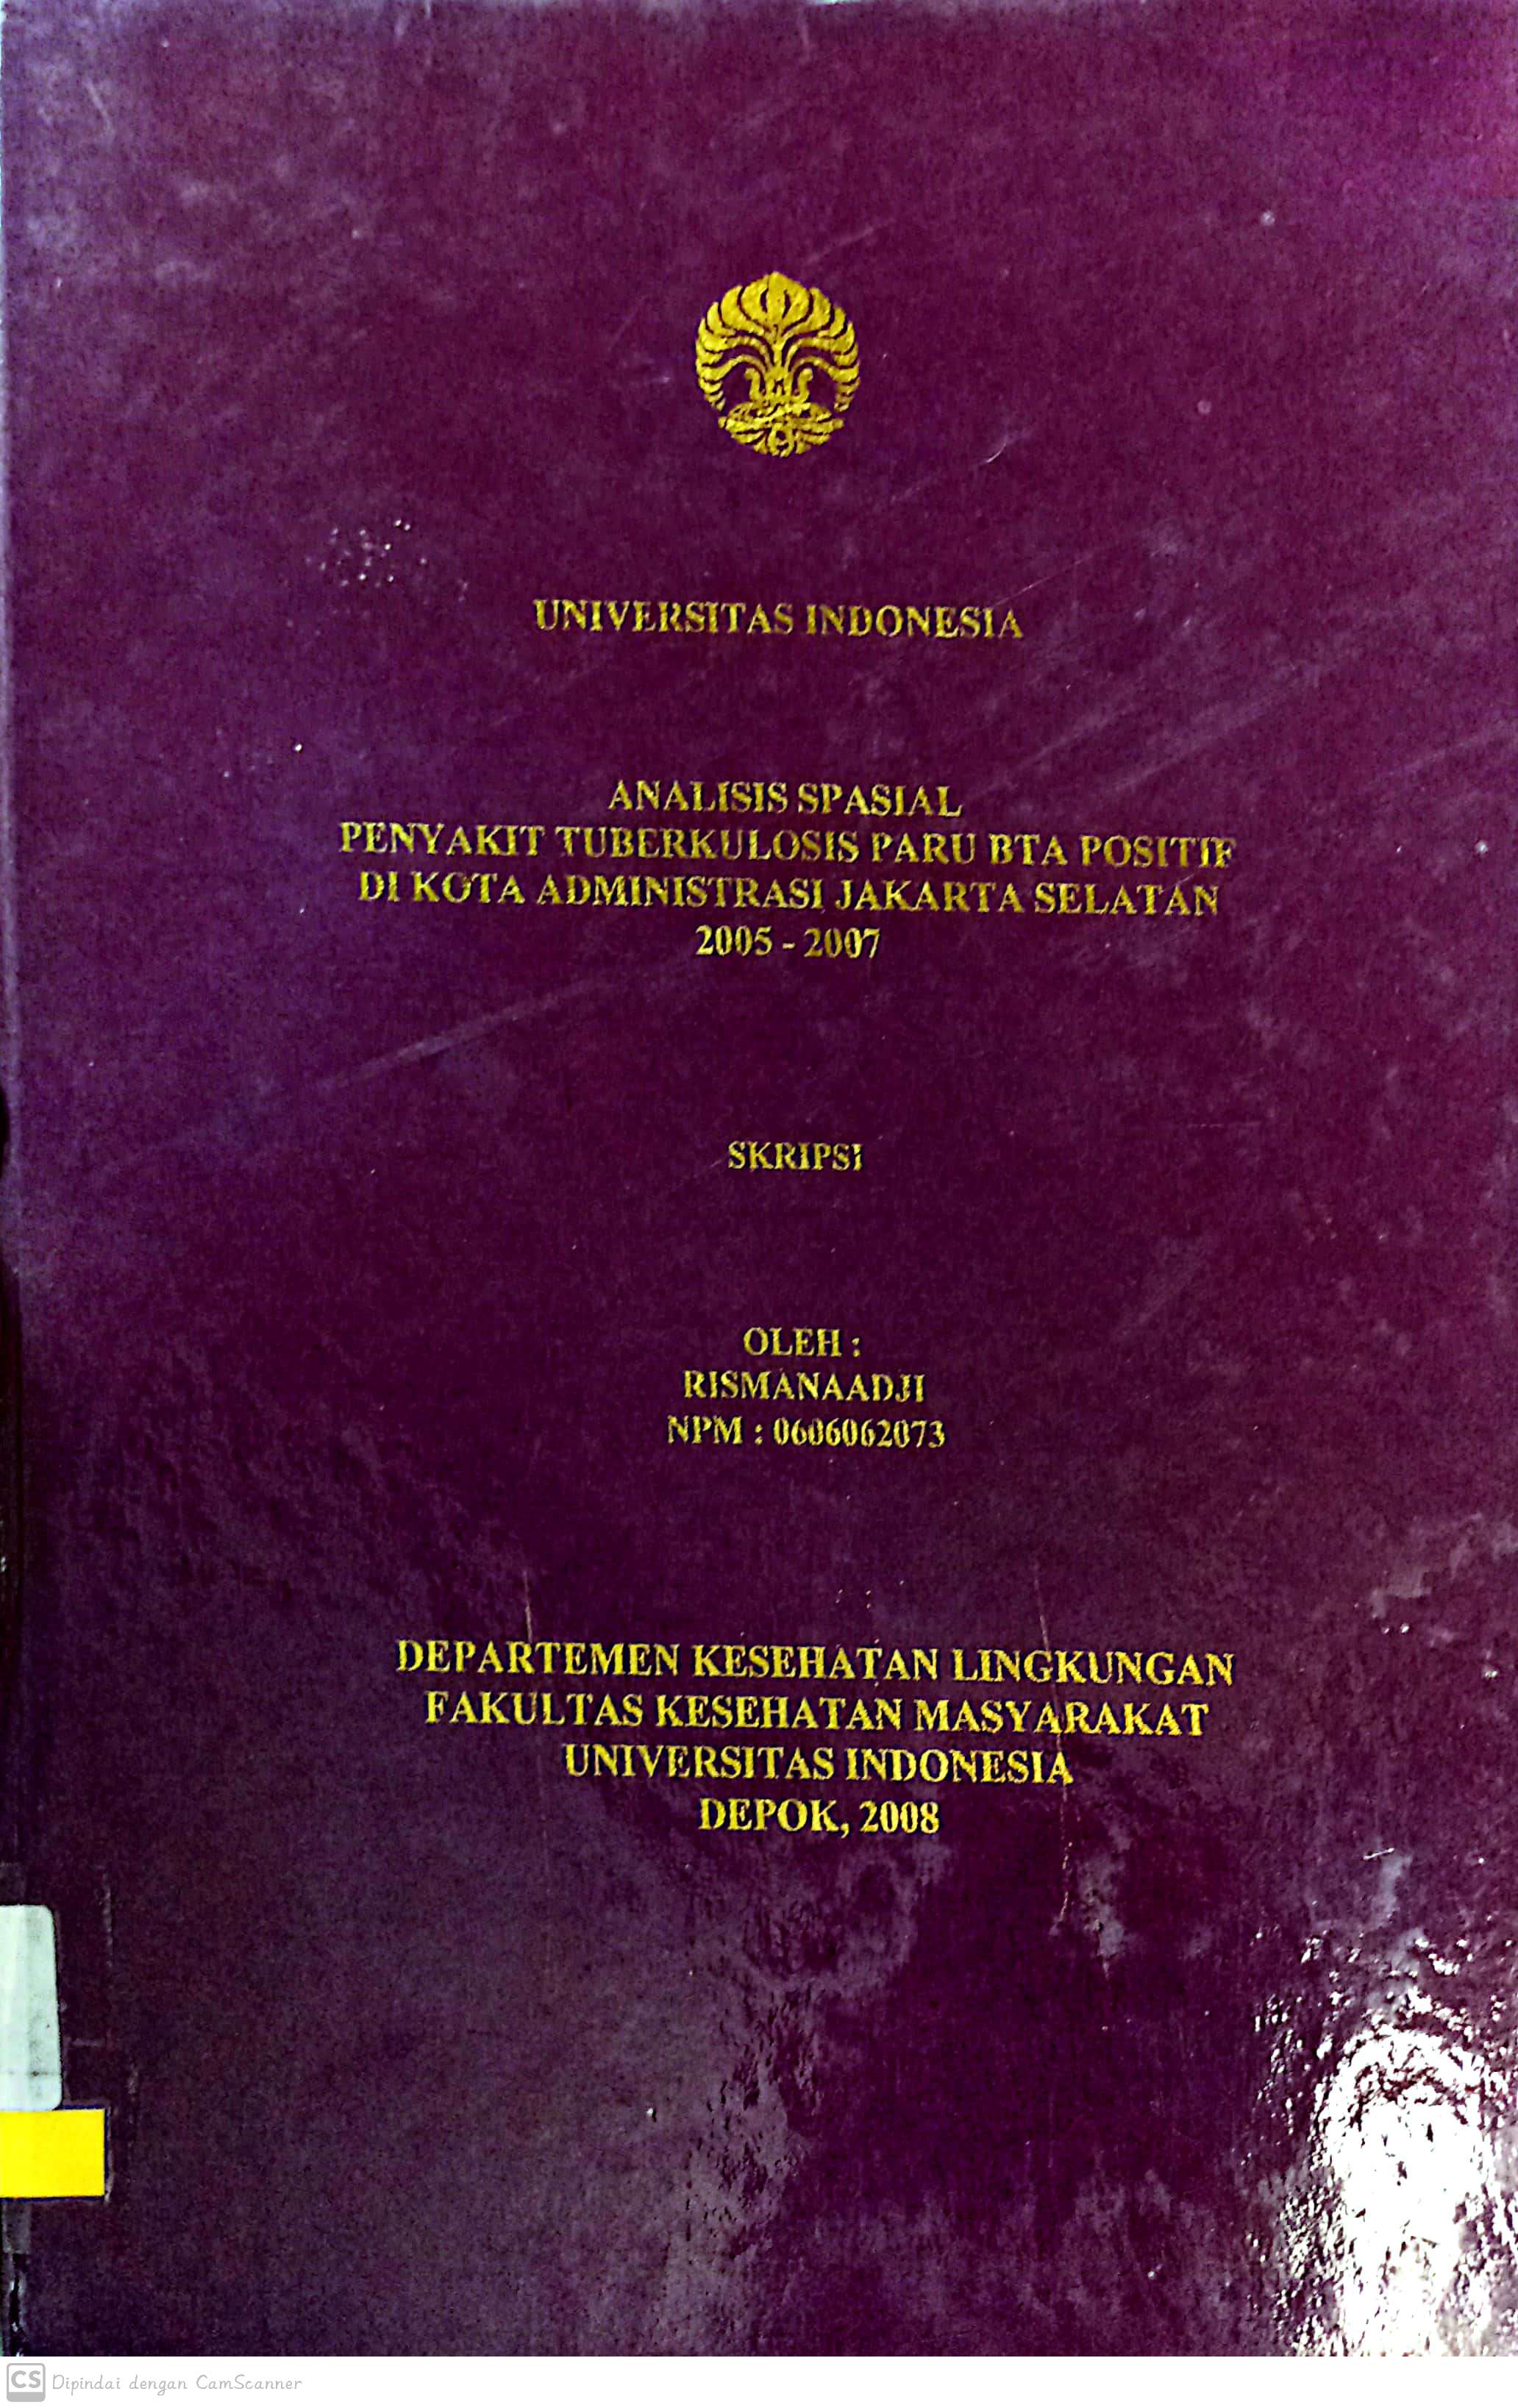 UNIVERSITAS INDONESIA
ANALISIS SPASIAL
PENYAKIT TUBERKULOSIS PARU BTA POSITIF
DI KOTA ADMINISTRASI JAKARTA SELATAN
2005 - 2007
SKRIPSI
OLEH :
RISMANAADJI
NPM : 0606062073
DEPARTEMEN KESEHATAN LINGKUNGAN
FAKULTAS KESEHATAN MASYARAKAT
UNIVERSITAS INDONESIA
DEPOK, 2008
CS Dipindai dengan CamScanner